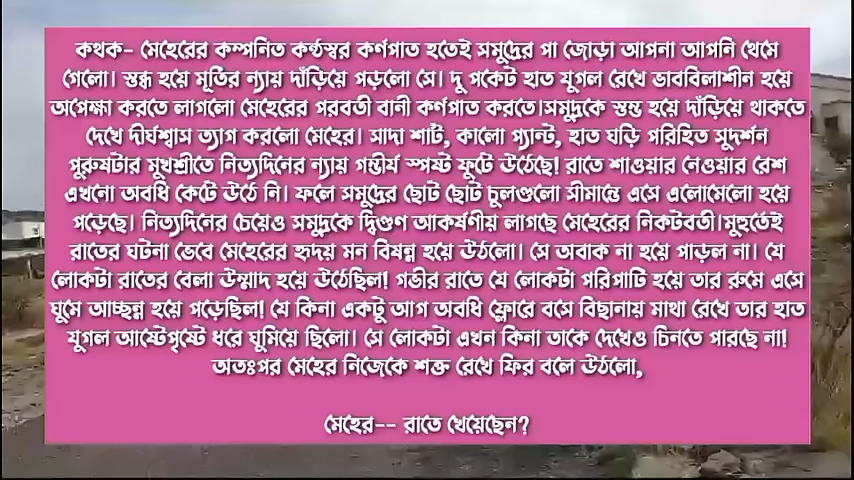 কথক- মেহেরের কম্পনিত কন্ঠস্বর কর্ণপাত হতেই সমুদ্রের পা জোড়া আপনা আপনি থেমে
গেলো। স্তব্ধ হয়ে মূর্তির ন্যায় দাঁড়িয়ে পড়লো সে। দু পকেট হাত যুগল রেখে ভাববিলাশীন হয়ে
অপেক্ষা করতে লাগলো মেহেরের পরবর্তী বানী কর্ণপাত করতে।সমুদ্রকে স্তব্ধ হয়ে দাঁড়িয়ে থাকতে
দেখে দীর্ঘশ্বাস ত্যাগ করলো মেহের। সাদা শার্ট, কালো প্যান্ট, হাত ঘড়ি পরিহিত সুদর্শন
পুরুষটার মুখশ্রীতে নিত্যদিনের ন্যায় গম্ভীর্য স্পষ্ট ফুটে উঠেছে! রাতে শাওয়ার নেওয়ার রেশ
এখনো অবধি কেটে উঠে নি। ফলে সমুদ্রের ছোট ছোট চুলগুলো সীমান্তে এসে এলোমেলো হয়ে
পড়েছে। নিত্যদিনের চেয়েও সমুদ্রকে দ্বিগুণ আকর্ষণীয় লাগছে মেহেরের নিকটবর্তী।মুহুর্তেই
রাতের ঘটনা ভেবে মেহেরের হৃদয় মন বিষন্ন হয়ে উঠলো। সে অবাক না হয়ে পাড়ল না। যে
লোকটা রাতের বেলা উম্মাদ হয়ে উঠেছিল! গভীর রাতে যে লোকটা পরিপাটি হয়ে তার রুমে এসে
ঘুমে আচ্ছন্ন হয়ে পড়েছিল! যে কিনা একটু আগ অবধি ফ্লোরে বসে বিছানায় মাথা রেখে তার হাত
যুগল আষ্টেপৃষ্টে ধরে ঘুমিয়ে ছিলো। সে লোকটা এখন কিনা তাকে দেখেও চিনতে পারছে না!
অতঃপর মেহের নিজেকে শক্ত রেখে ফির বলে উঠলো,
মেহের-- রাতে খেয়েছেন?